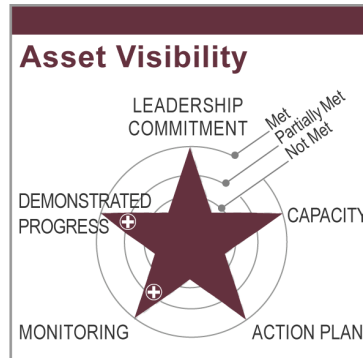 Asset Visibility
LEADERSHIP
COMMITMENT
Met
Partially Met
Not Met
DEMONSTRATED
PROGRESS
CAPACITY
MONITORING
ACTION PLAN